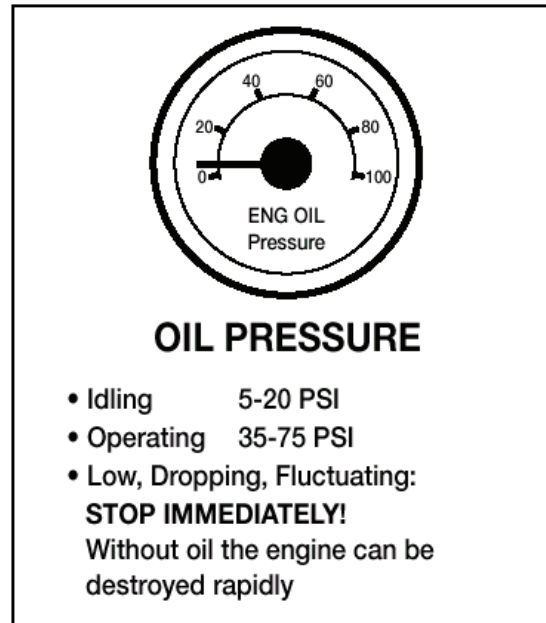 40 60
20 80
0 100
ENG OIL
Pressure
OIL PRESSURE
• Idling 5-20 PSI
• Operating 35-75 PSI
• Low, Dropping, Fluctuating:
STOP IMMEDIATELY!
Without oil the engine can be
destroyed rapidly